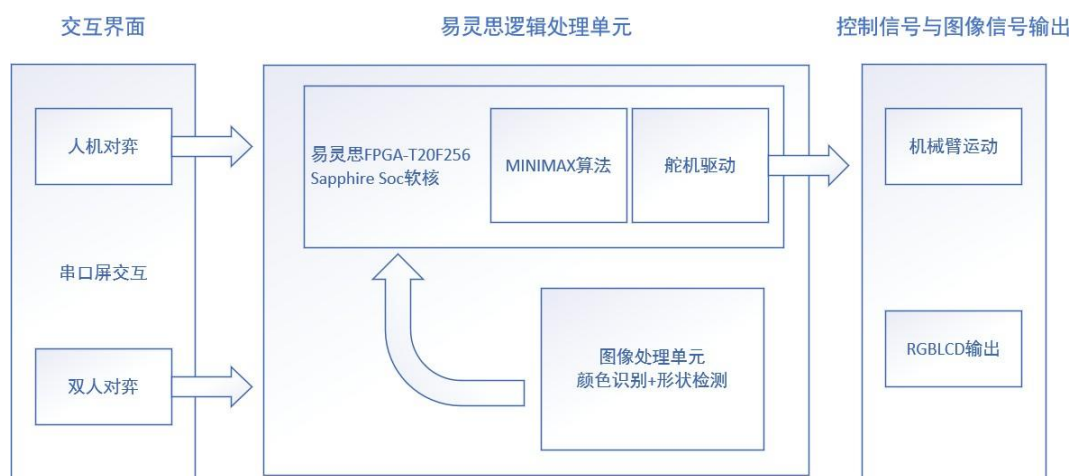 交互界面
易灵思逻辑处理单元
控制信号与图像信号输出
人机对弈
串口屏交互
双人对弈
易灵思FPGA-T20F256
Sapphire Soc软核
MINIMAX算法
舵机驱动
图像处理单元
颜色识别+形状检测
机械臂运动
RGBLCD输出